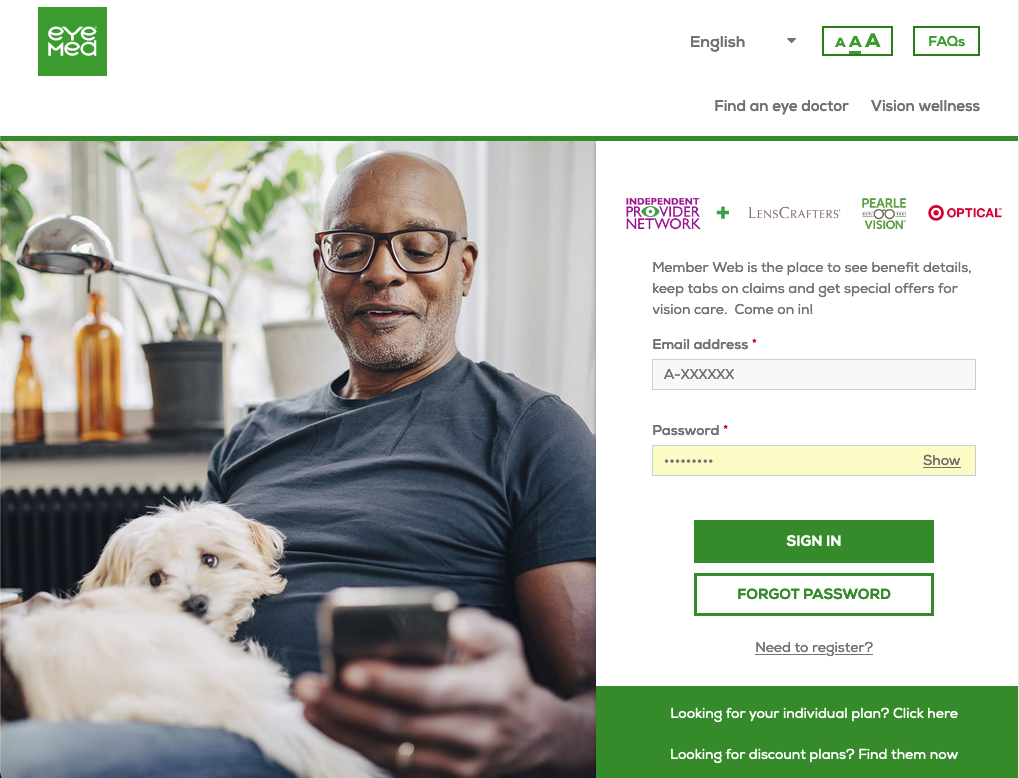 eye
Med
English
A A A
FAQs
Find an eye doctor
Vision wellness
INDEPENDENT
PROVIDER
NETWORK
+
LENSCRAFTERS
PEARLE
VISION
OPTICAL
Member Web is the place to see benefit details,
keep tabs on claims and get special offers for
vision care.  Come on in!
Email address *
A-XXXXXX
Password *
•••••••••
Show
SIGN IN
FORGOT PASSWORD
Need to register?
Looking for your individual plan? Click here
Looking for discount plans? Find them now